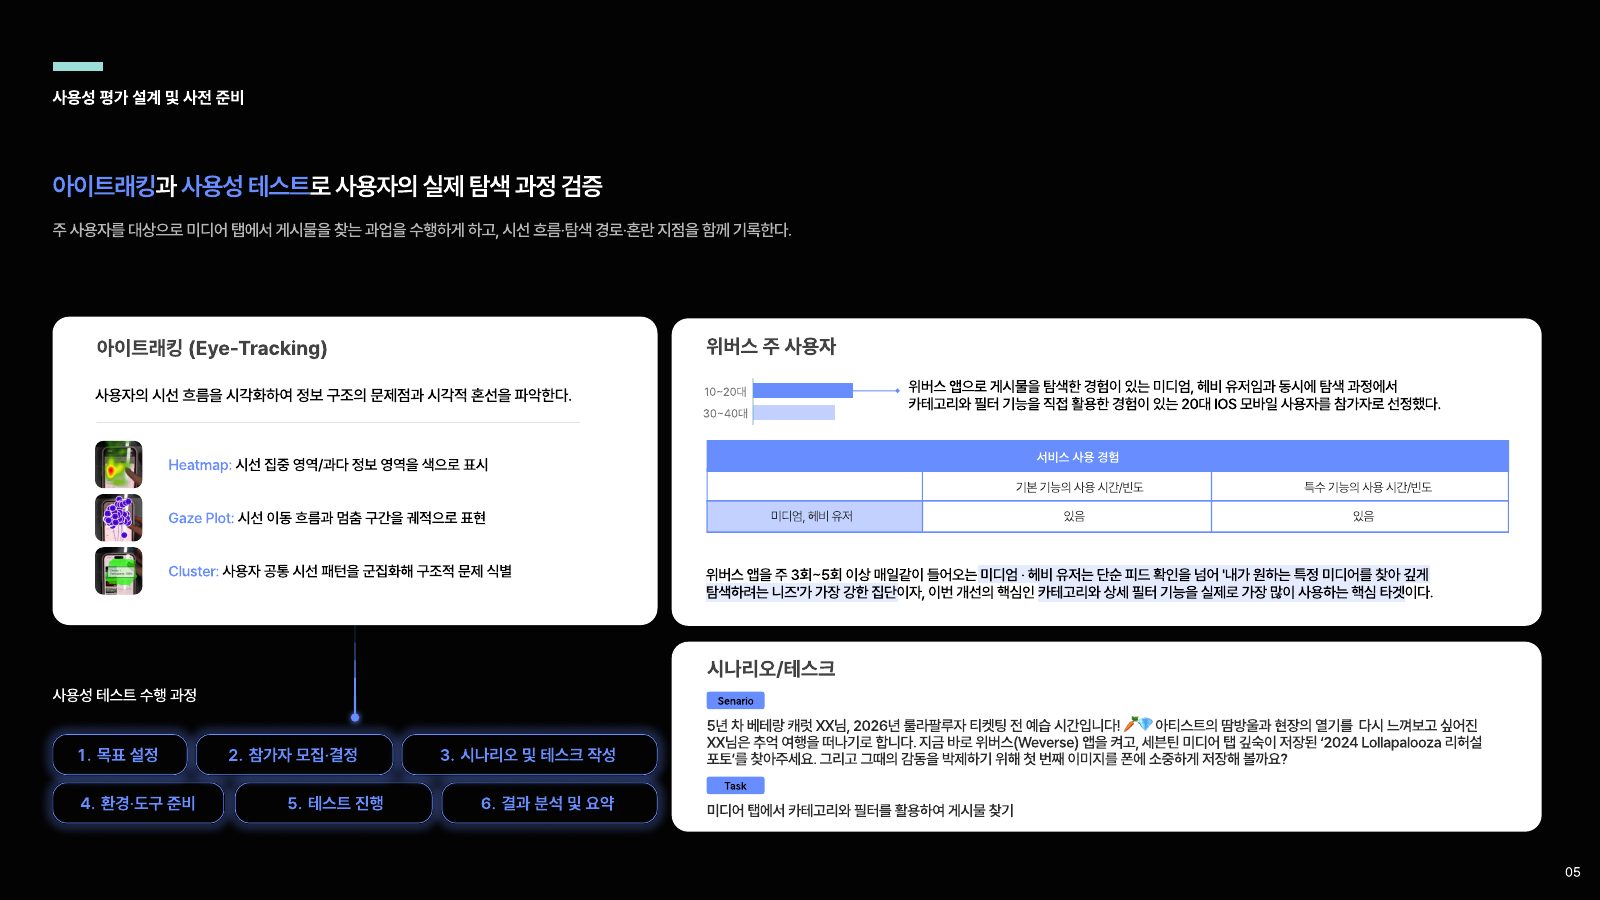 사용성 평가 설계 및 사전 준비
아이트래킹과 사용성 테스트로 사용자의 실제 탐색 과정 검증
주 사용자를 대상으로 미디어 탭에서 게시물을 찾는 과업을 수행하게 하고, 시선 흐름·탐색 경로·혼란 지점을 함께 기록한다.
아이트래킹 (Eye-Tracking)
사용자의 시선 흐름을 시각화하여 정보 구조의 문제점과 시각적 혼선을 파악한다.
Heatmap: 시선 집중 영역/과다 정보 영역을 색으로 표시
Gaze Plot: 시선 이동 흐름과 멈춤 구간을 궤적으로 표현
Cluster: 사용자 공통 시선 패턴을 군집화해 구조적 문제 식별
사용성 테스트 수행 과정
1. 목표 설정
2. 참가자 모집·결정
3. 시나리오 및 테스크 작성
4. 환경·도구 준비
5. 테스트 진행
6. 결과 분석 및 요약
위버스 주 사용자
10~20대
30~40대
위버스 앱으로 게시물을 탐색한 경험이 있는 미디엄, 헤비 유저임과 동시에 탐색 과정에서
카테고리와 필터 기능을 직접 활용한 경험이 있는 20대 IOS 모바일 사용자를 참가자로 선정했다.
서비스 사용 경험
기본 기능의 사용 시간/빈도
특수 기능의 사용 시간/빈도
미디엄, 헤비 유저
있음
있음
위버스 앱을 주 3회~5회 이상 매일같이 들어오는 미디엄 · 헤비 유저는 단순 피드 확인을 넘어 '내가 원하는 특정 미디어를 찾아 깊게
탐색하려는 니즈'가 가장 강한 집단이자, 이번 개선의 핵심인 카테고리와 상세 필터 기능을 실제로 가장 많이 사용하는 핵심 타겟이다.
시나리오/테스크
Senario
5년 차 베테랑 캐럿 XX님, 2026년 롤라팔루자 티켓팅 전 예습 시간입니다! 🥕💎 아티스트의 땀방울과 현장의 열기를 다시 느껴보고 싶어진
XX님은 추억 여행을 떠나기로 합니다. 지금 바로 위버스(Weverse) 앱을 켜고, 세븐틴 미디어 탭 깊숙이 저장된 ‘2024 Lollapalooza 리허설
포토’를 찾아주세요. 그리고 그때의 감동을 박제하기 위해 첫 번째 이미지를 폰에 소중하게 저장해 볼까요?
Task
미디어 탭에서 카테고리와 필터를 활용하여 게시물 찾기
05